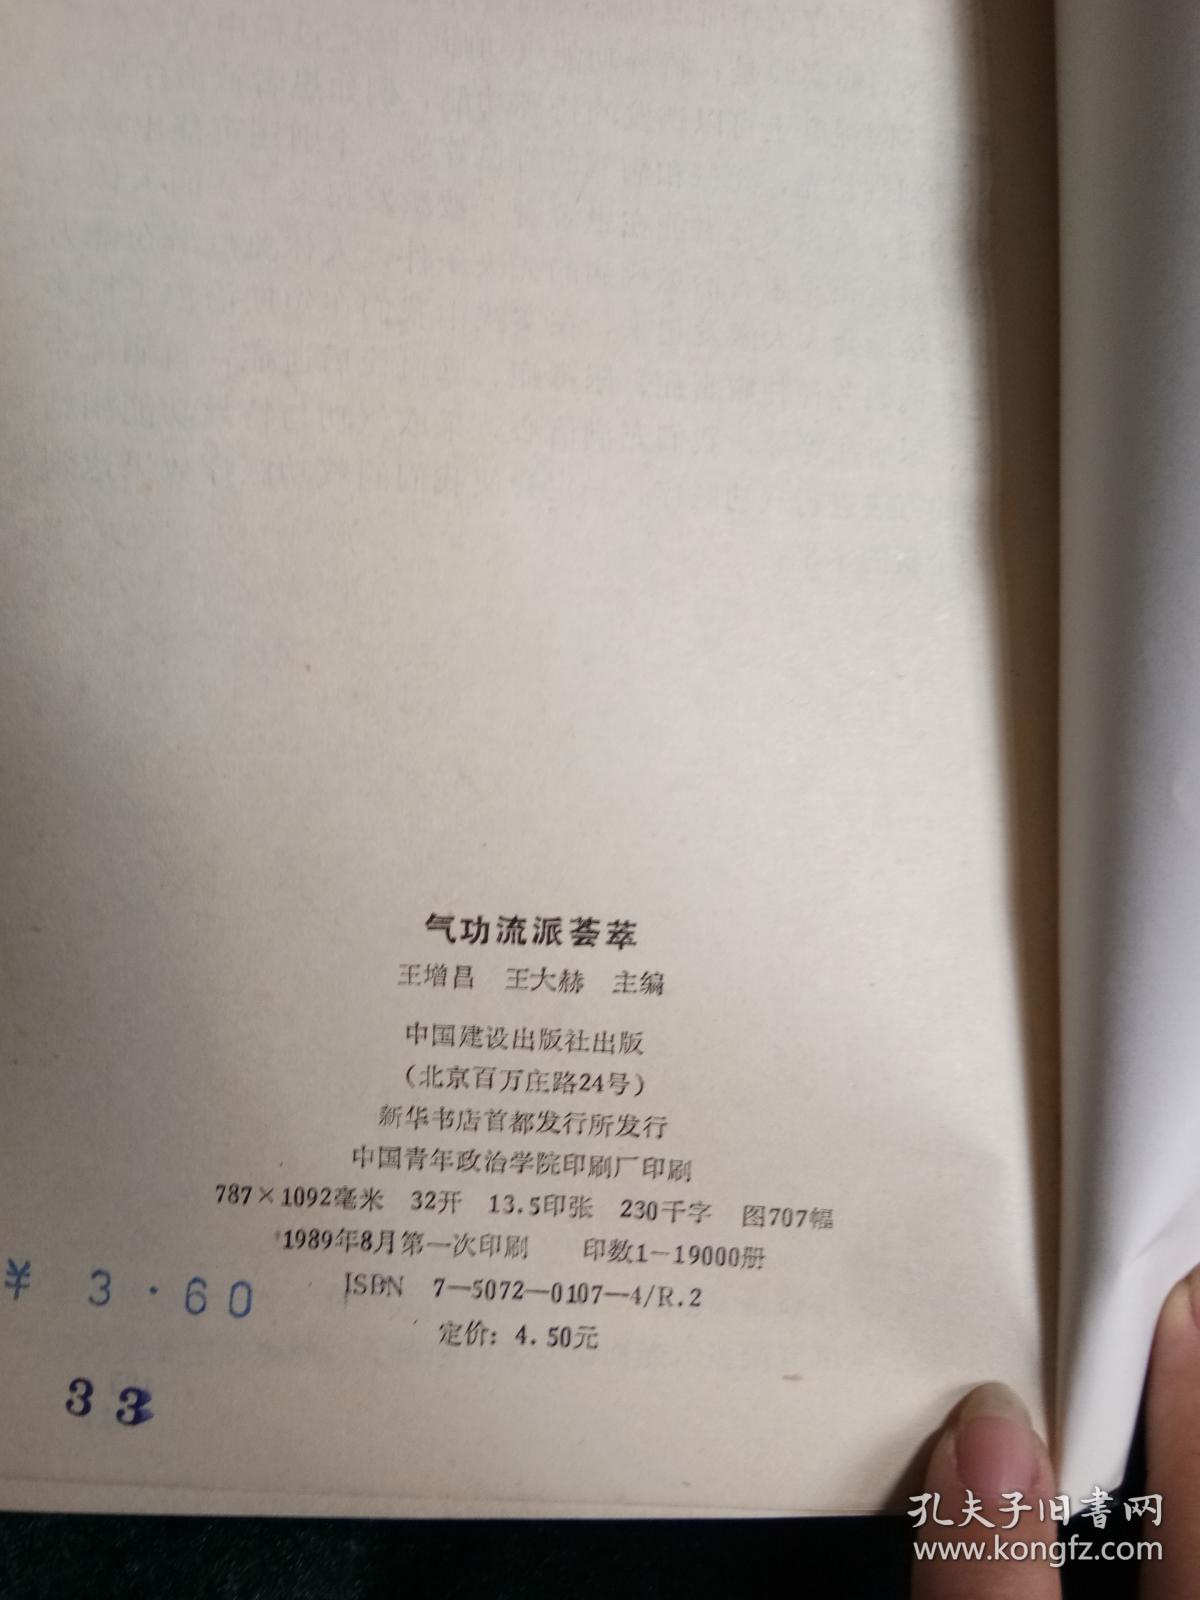 气功流派荟萃
王增昌 王大赫 主编
中国建设出版社出版
（北京百万庄路24号）
新华书店首都发行所发行
中国青年政治学院印刷厂印刷
787×1092毫米 32开 13.5印张 230千字 图707幅
1989年8月第一次印刷 印数1—19000册
ISBN 7—5072—0107—4/R.2
定价：4.50元
¥ 3·60
33
孔夫子旧书网
www.kongfz.com